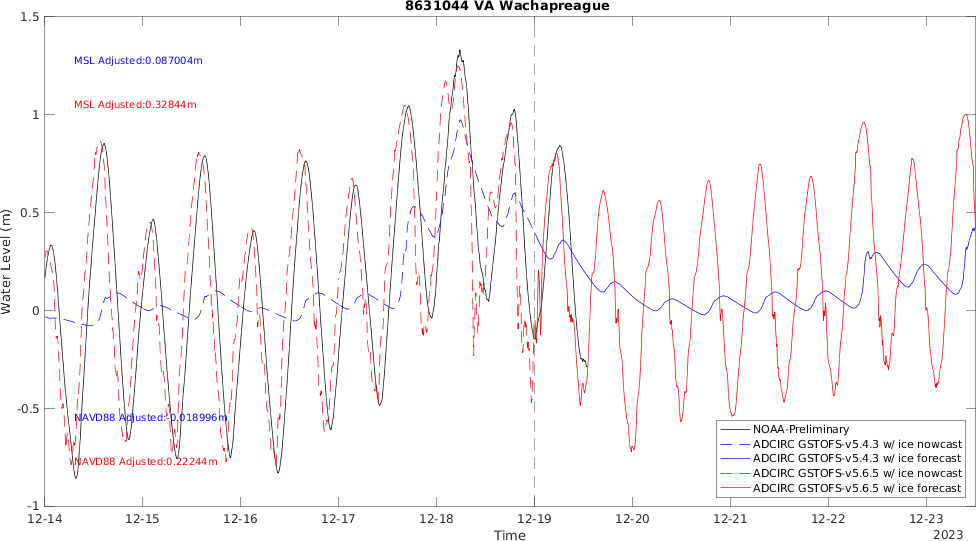 8631044 VA Wachapreague
1.5
1
0.5
0
-0.5
-1
Water Level (m)
MSL Adjusted:0.087004m
MSL Adjusted:0.32844m
NAVD88 Adjusted:-0.018996m
NAVD88 Adjusted:0.22244m
NOAA-Preliminary
ADCIRC GSTOFS-v5.4.3 w/ ice nowcast
ADCIRC GSTOFS-v5.4.3 w/ ice forecast
ADCIRC GSTOFS-v5.6.5 w/ ice nowcast
ADCIRC GSTOFS-v5.6.5 w/ ice forecast
12-14 12-15 12-16 12-17 12-18 12-19 12-20 12-21 12-22 12-23
Time
2023